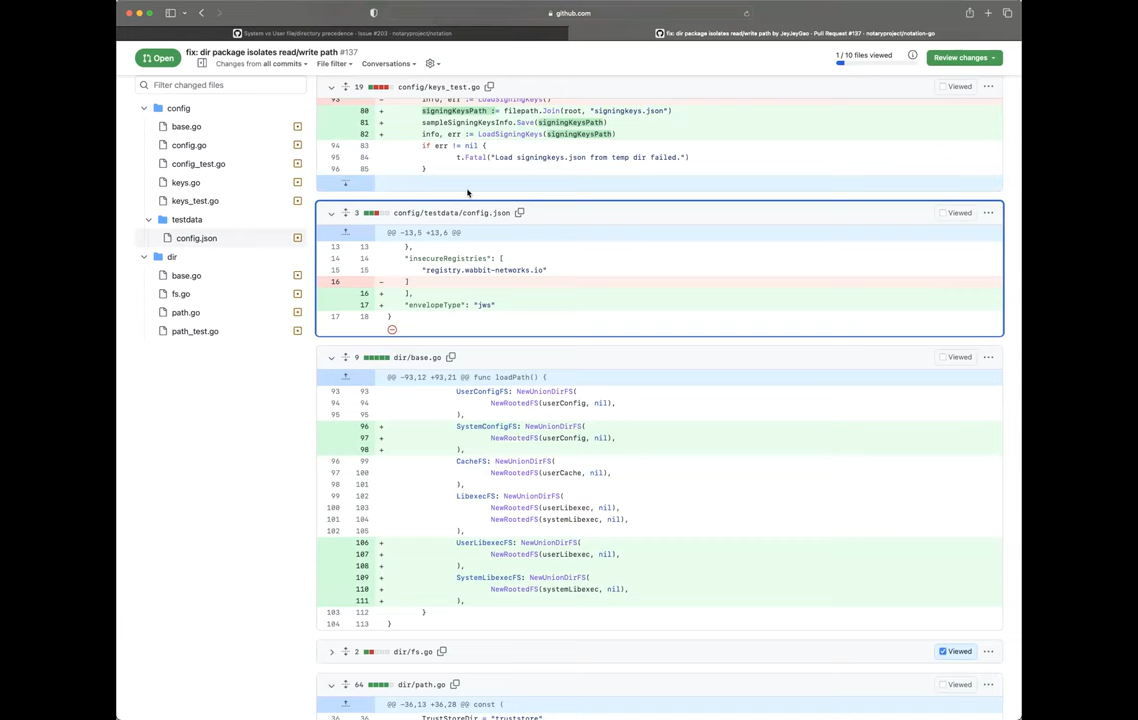 github.com
System vs User file/directory precedence · Issue #203 · notaryproject/notation
fix: dir package isolates read/write path by JeyJeyGao · Pull Request #137 · notaryproject/notation-go
Open
fix: dir package isolates read/write path #137
Changes from all commits
File filter
Conversations
1 / 10 files viewed
Review changes
Filter changed files
config
base.go
config.go
config_test.go
keys.go
keys_test.go
testdata
config.json
dir
base.go
fs.go
path.go
path_test.go
19 config/keys_test.go
Viewed
93 - info, err := LoadSigningKeys()
80 + signingKeysPath := filepath.Join(root, "signingkeys.json")
81 + sampleSigningKeysInfo.Save(signingKeysPath)
82 + info, err := LoadSigningKeys(signingKeysPath)
94 83 if err != nil {
95 84 t.Fatal("Load signingkeys.json from temp dir failed.")
96 85 }
3 config/testdata/config.json
Viewed
@@ -13,5 +13,6 @@
13 13 },
14 14 "insecureRegistries": [
15 15 "registry.wabbit-networks.io"
16 - ]
16 + ],
17 + "envelopeType": "jws"
17 18 }
9 dir/base.go
Viewed
@@ -93,12 +93,21 @@ func loadPath() {
93 93 UserConfigFS: NewUnionDirFS(
94 94 NewRootedFS(userConfig, nil),
95 95 ),
96 + SystemConfigFS: NewUnionDirFS(
97 + NewRootedFS(userConfig, nil),
98 + ),
96 99 CacheFS: NewUnionDirFS(
97 100 NewRootedFS(userCache, nil),
98 101 ),
99 102 LibexecFS: NewUnionDirFS(
100 103 NewRootedFS(userLibexec, nil),
101 104 NewRootedFS(systemLibexec, nil),
102 105 ),
106 + UserLibexecFS: NewUnionDirFS(
107 + NewRootedFS(userLibexec, nil),
108 + ),
109 + SystemLibexecFS: NewUnionDirFS(
110 + NewRootedFS(systemLibexec, nil),
111 + ),
103 112 }
104 113 }
2 dir/fs.go
Viewed
64 dir/path.go
Viewed
@@ -36,13 +36,28 @@ const (
36 36 TrustStoreDir = "truststore"